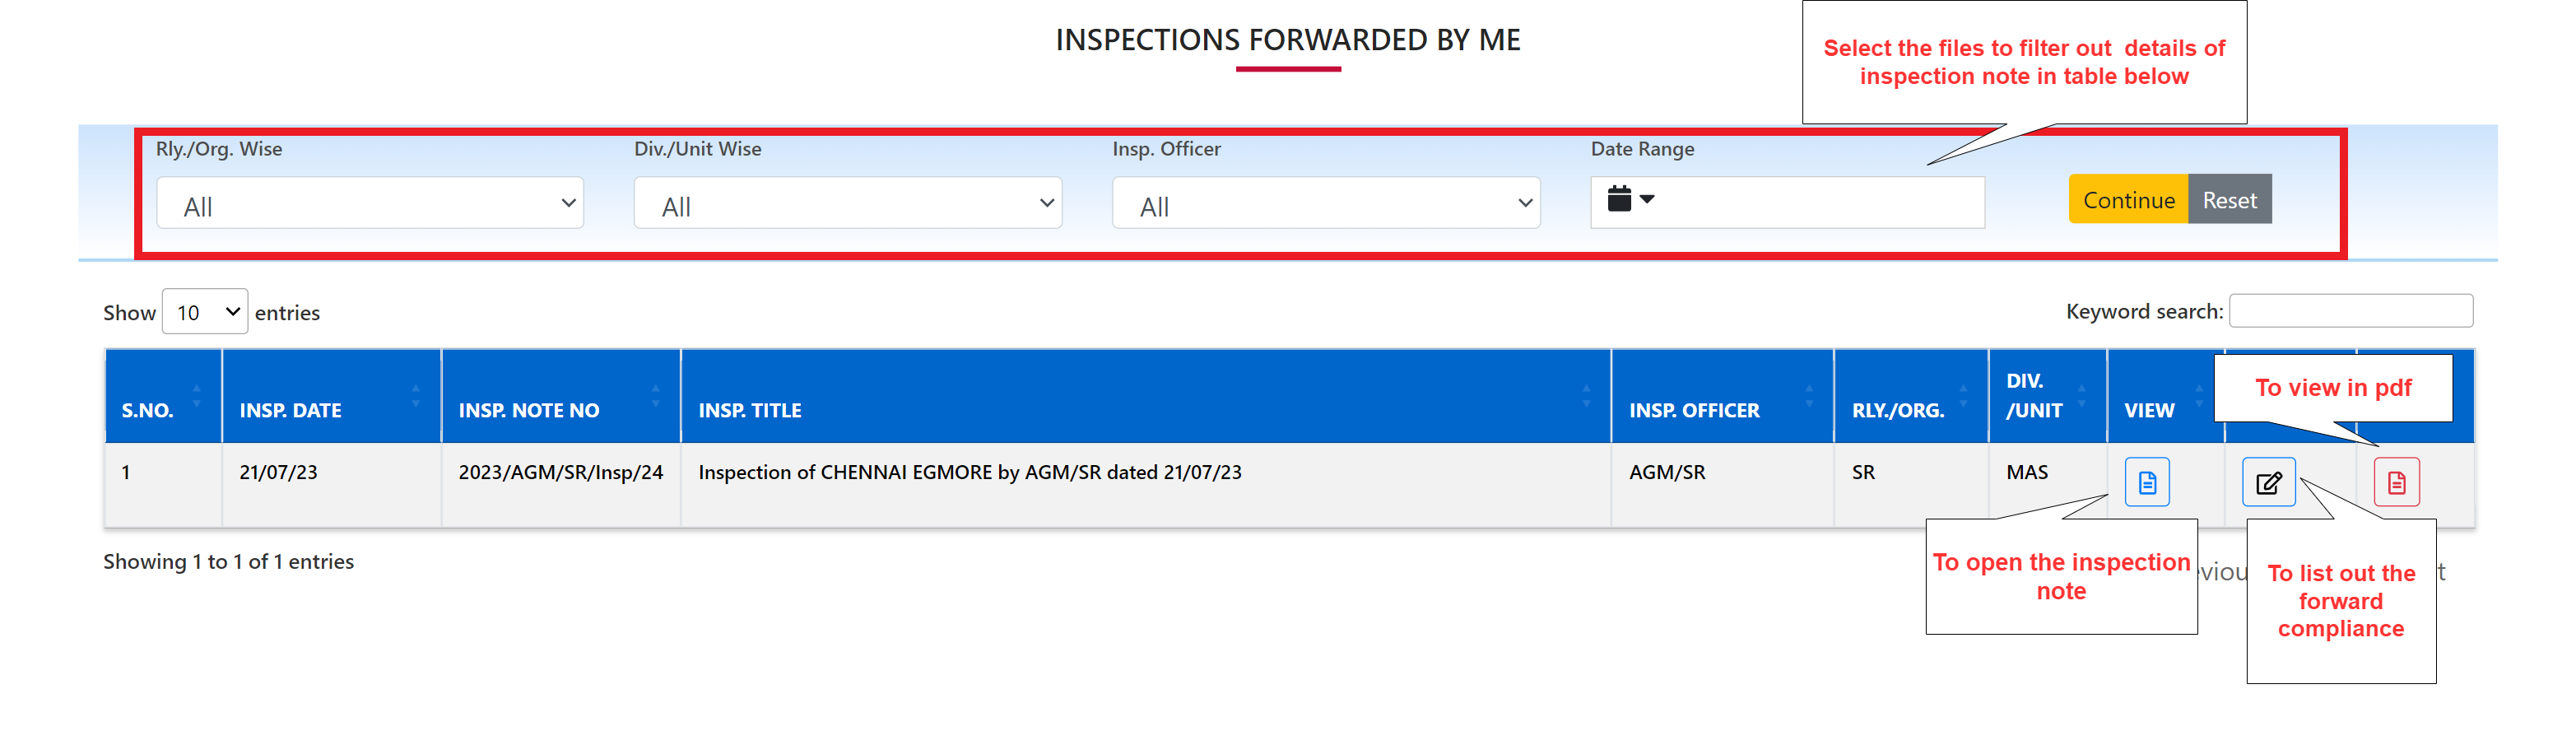 INSPECTIONS FORWARDED BY ME
Select the files to filter out details of
inspection note in table below
Rly./Org. Wise
Div./Unit Wise
Insp. Officer
Date Range
All
All
All
Continue
Reset
Show 10 entries
Keyword search:
S.NO.
INSP. DATE
INSP. NOTE NO
INSP. TITLE
INSP. OFFICER
RLY./ORG.
DIV.
/UNIT
VIEW
To view in pdf
1
21/07/23
2023/AGM/SR/Insp/24
Inspection of CHENNAI EGMORE by AGM/SR dated 21/07/23
AGM/SR
SR
MAS
Showing 1 to 1 of 1 entries
To open the inspection
note
To list out the
forward
compliance